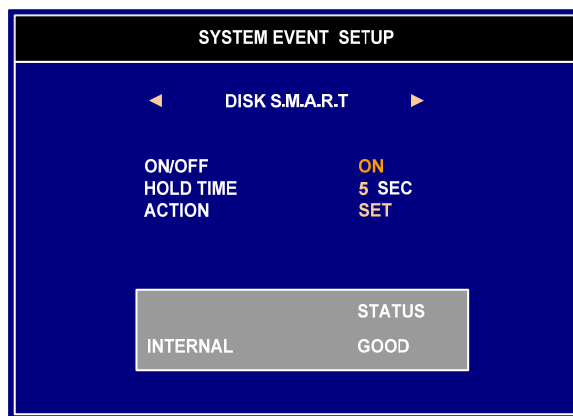 SYSTEM EVENT SETUP
◄ DISK S.M.A.R.T ►
ON/OFF ON
HOLD TIME 5 SEC
ACTION SET
STATUS
INTERNAL GOOD